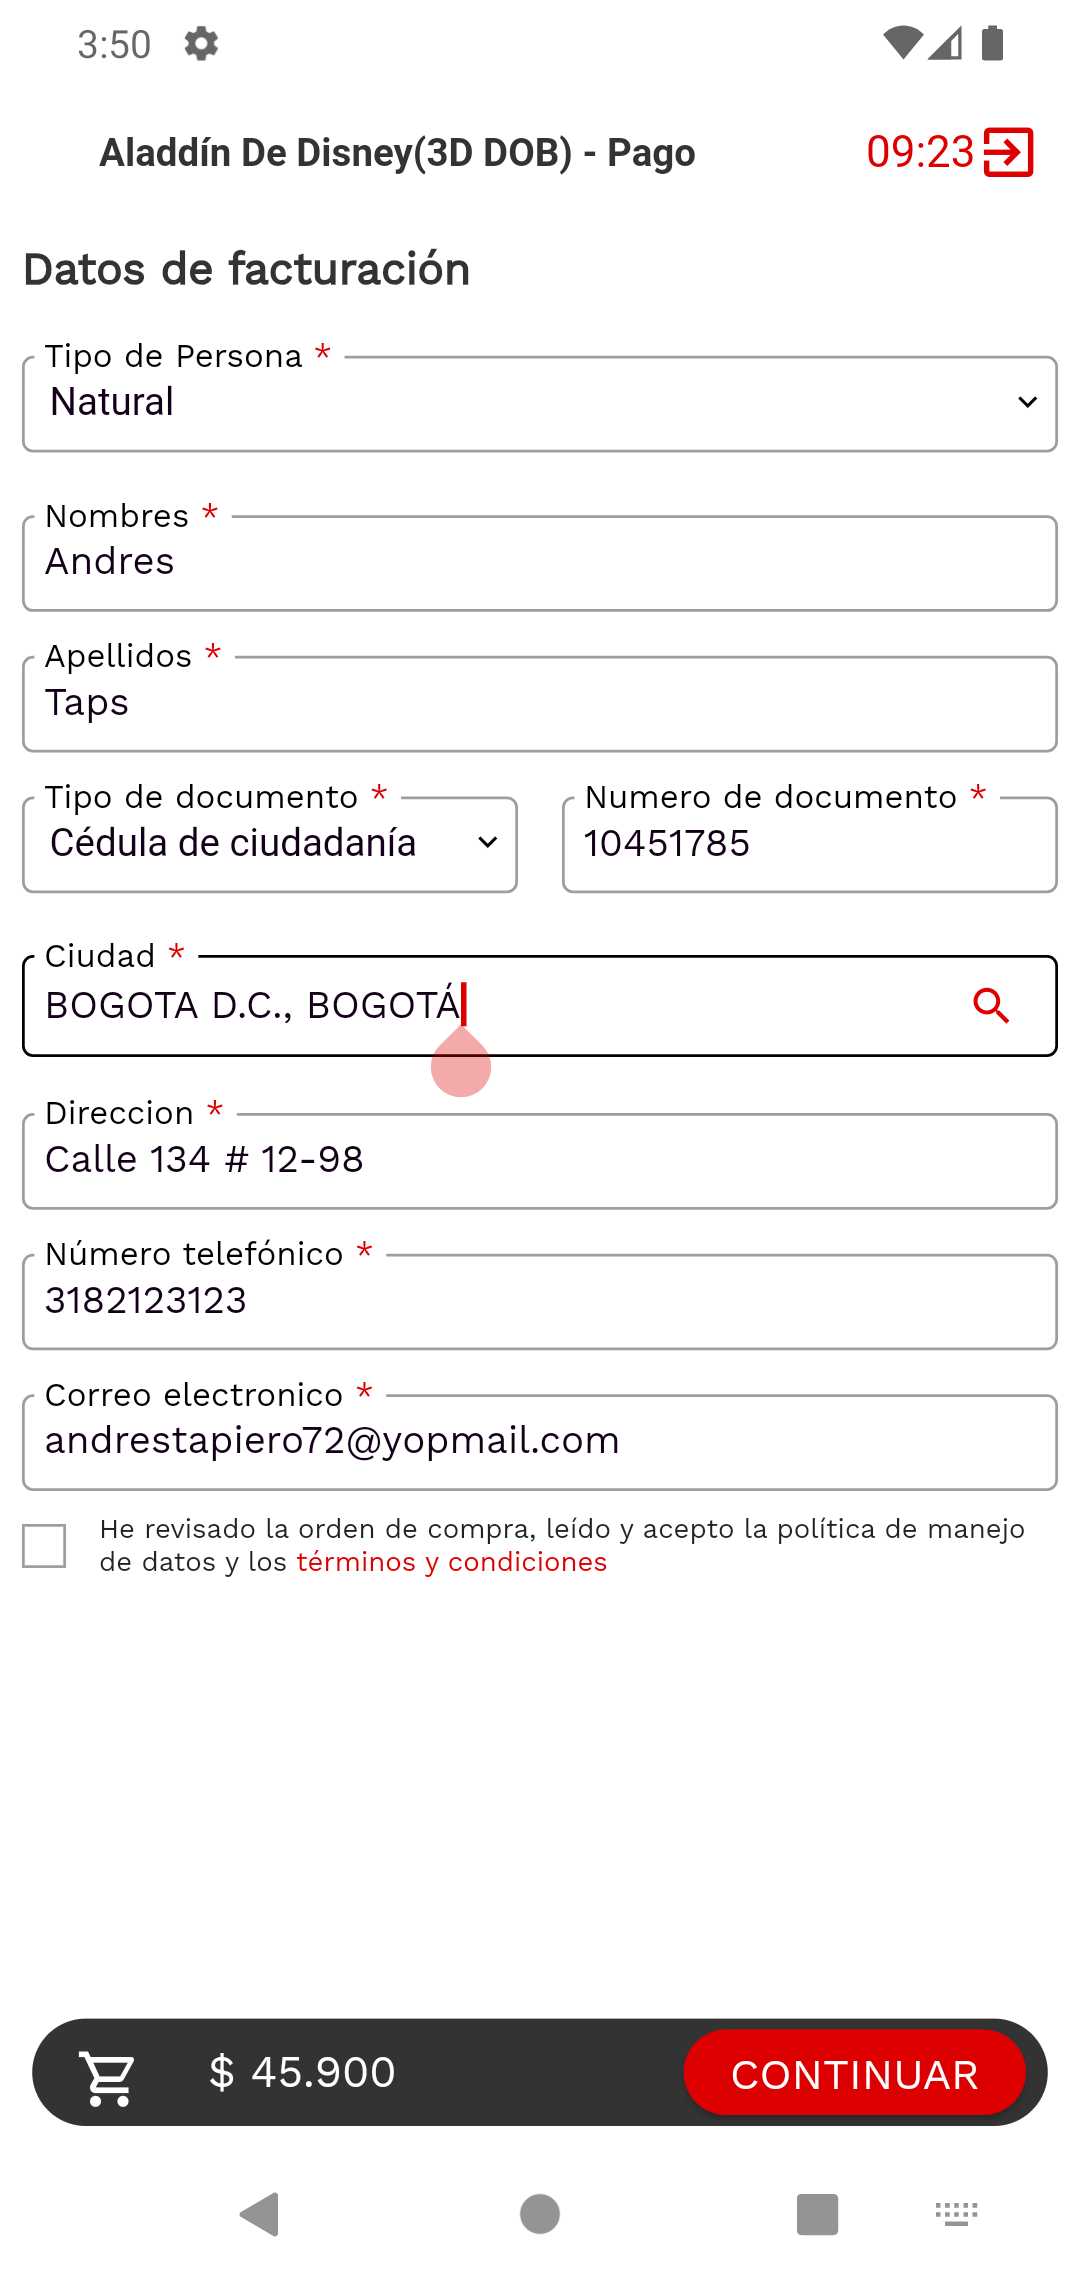 3:50
Aladdín De Disney(3D DOB) - Pago
09:23
Datos de facturación
Tipo de Persona *
Natural
Nombres *
Andres
Apellidos *
Taps
Tipo de documento *
Cédula de ciudadanía
Numero de documento *
10451785
Ciudad *
BOGOTA D.C., BOGOTÁ
Direccion *
Calle 134 # 12-98
Número telefónico *
3182123123
Correo electronico *
andrestapiero72@yopmail.com
He revisado la orden de compra, leído y acepto la política de manejo
de datos y los términos y condiciones
$ 45.900
CONTINUAR